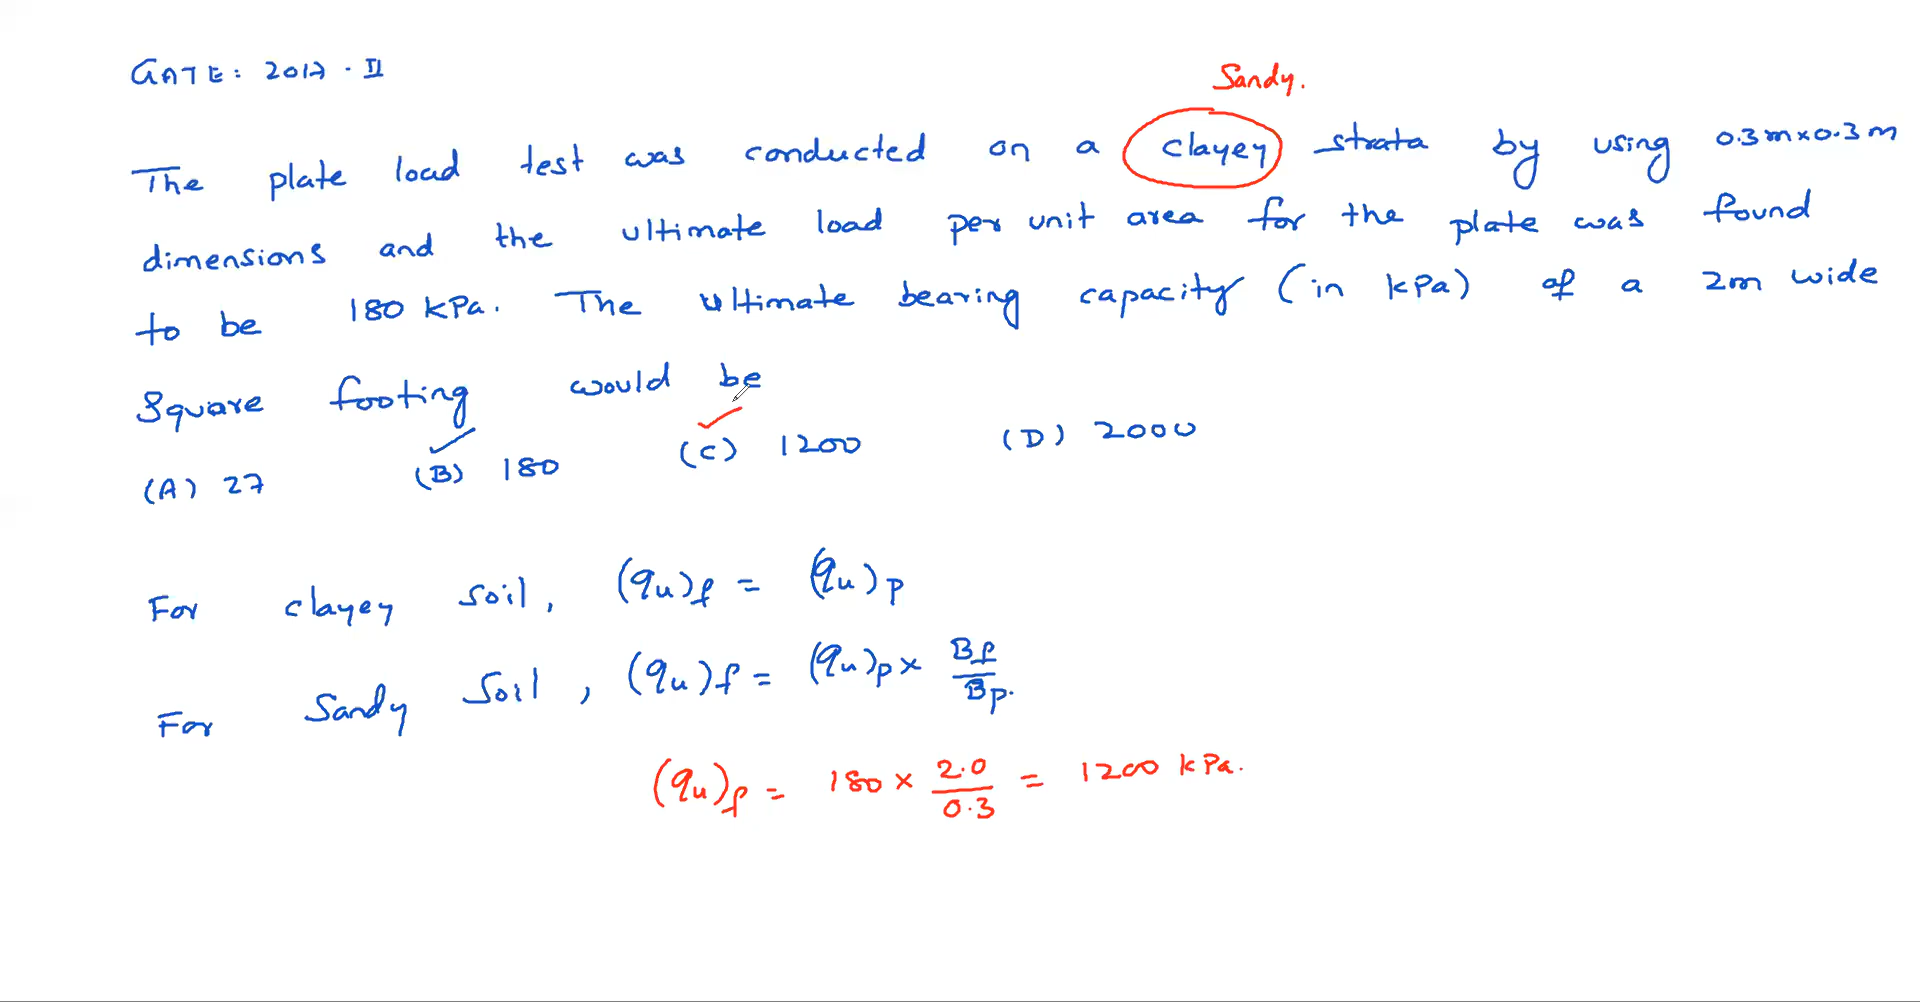 GATE: 2017 - II
Sandy.
The plate load test was conducted on a clayey strata by using 0.3m×0.3m
dimensions and the ultimate load per unit area for the plate was found
to be 180 kPa. The ultimate bearing capacity (in kPa) of a 2m wide
Square footing would be
(A) 27 (B) 180 (C) 1200 (D) 2000
For clayey soil, (qu)f = (qu)p
For Sandy Soil, (qu)f = (qu)p × Bf/Bp.
(qu)f = 180 × 2.0/0.3 = 1200 kPa.